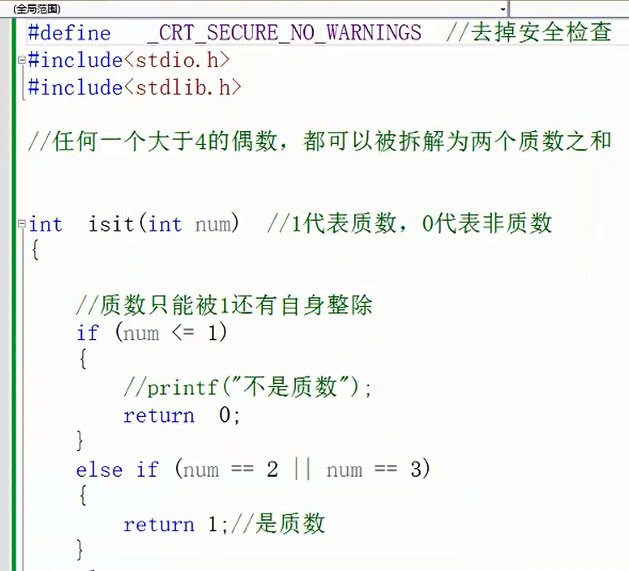 (全局范围)
#define   _CRT_SECURE_NO_WARNINGS  //去掉安全检查
#include<stdio.h>
#include<stdlib.h>
//任何一个大于4的偶数，都可以被拆解为两个质数之和
int  isit(int num)  //1代表质数，0代表非质数
{
//质数只能被1还有自身整除
if (num <= 1)
{
//printf("不是质数");
return  0;
}
else if (num == 2 || num == 3)
{
return 1;//是质数
}